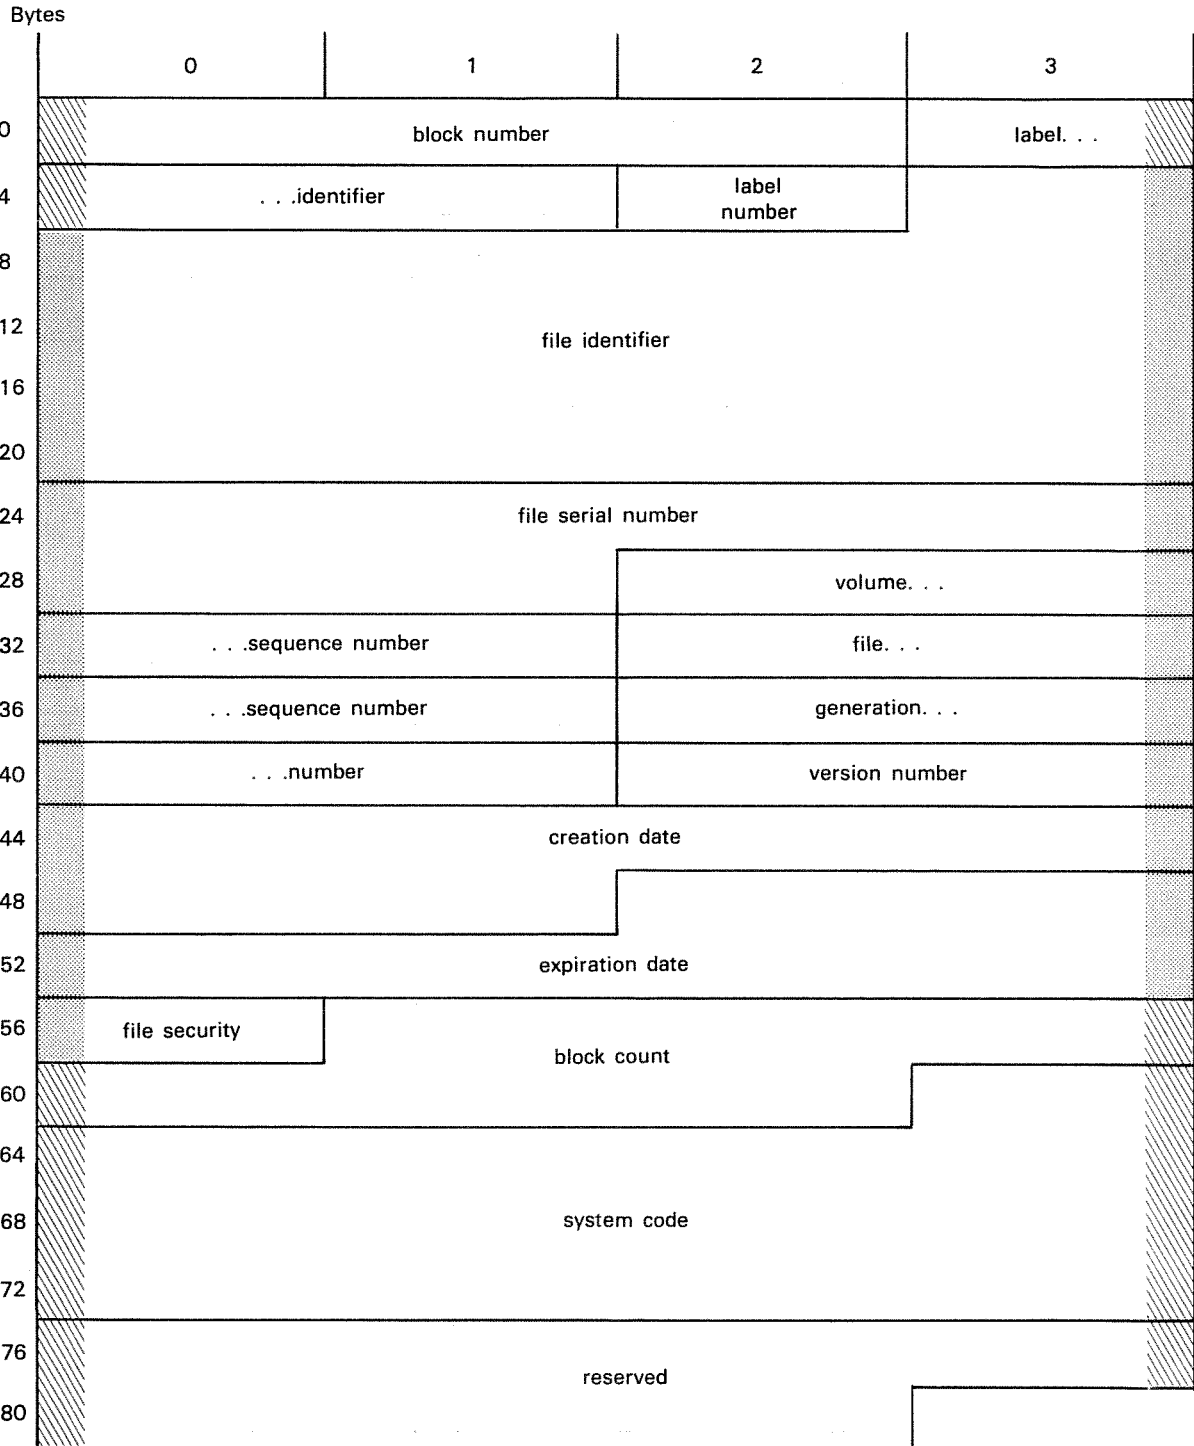 Bytes
0 1 2 3
0 block number label. . .
4 . . .identifier label
number
8
12 file identifier
16
20
24 file serial number
28 volume. . .
32 . . .sequence number file. . .
36 . . .sequence number generation. . .
40 . . .number version number
44 creation date
48
52 expiration date
56 file security
block count
60
64
68 system code
72
76
reserved
80